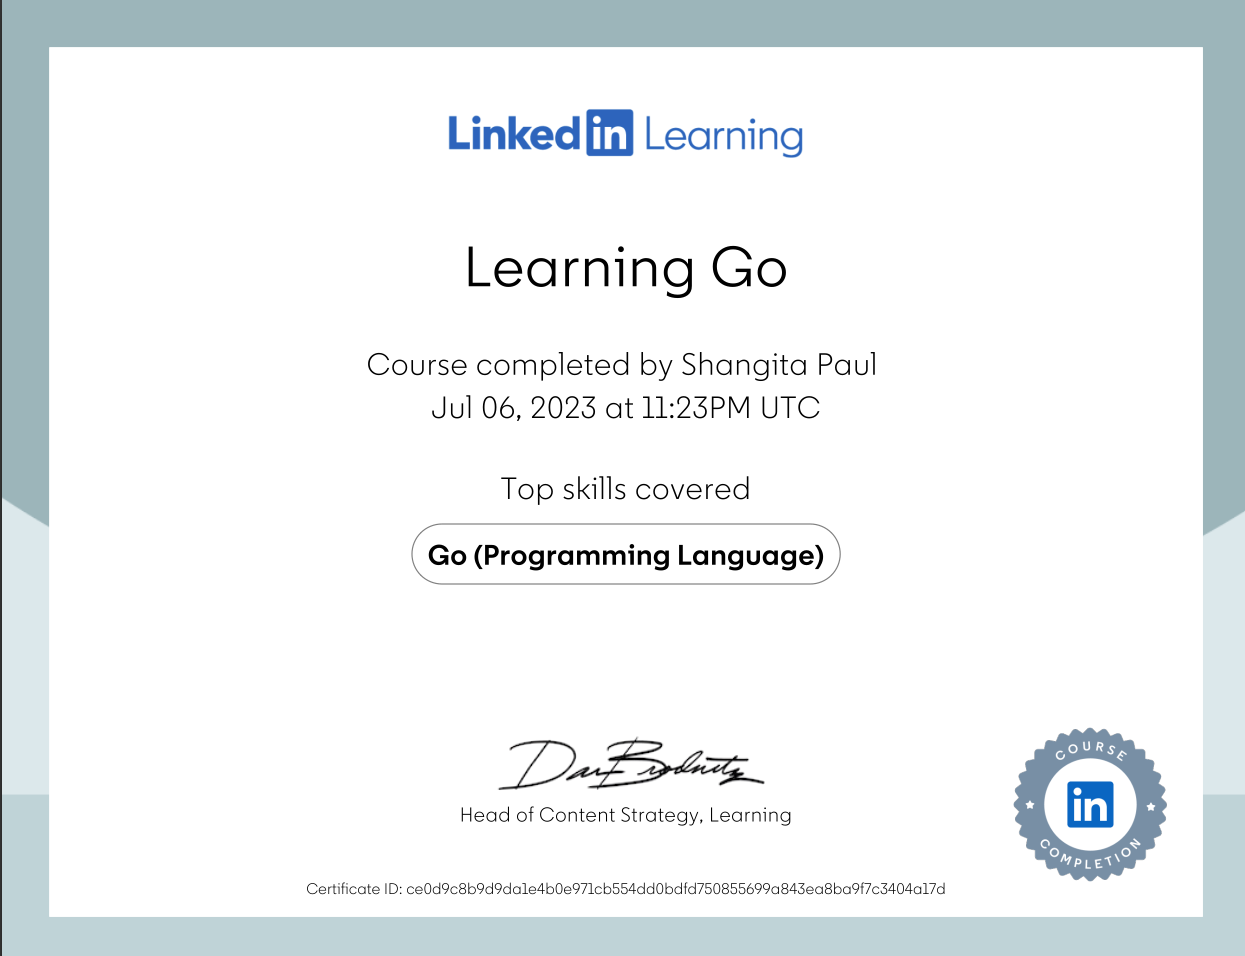 Linked in Learning
Learning Go
Course completed by Shangita Paul
Jul 06, 2023 at 11:23PM UTC
Top skills covered
Go (Programming Language)
Dan Brodnitz
Head of Content Strategy, Learning
COURSE
in
COMPLETION
Certificate ID: ce0d9c8b9d9da1e4b0e971cb554dd0bdfd750855699a843ea8ba9f7c3404a17d